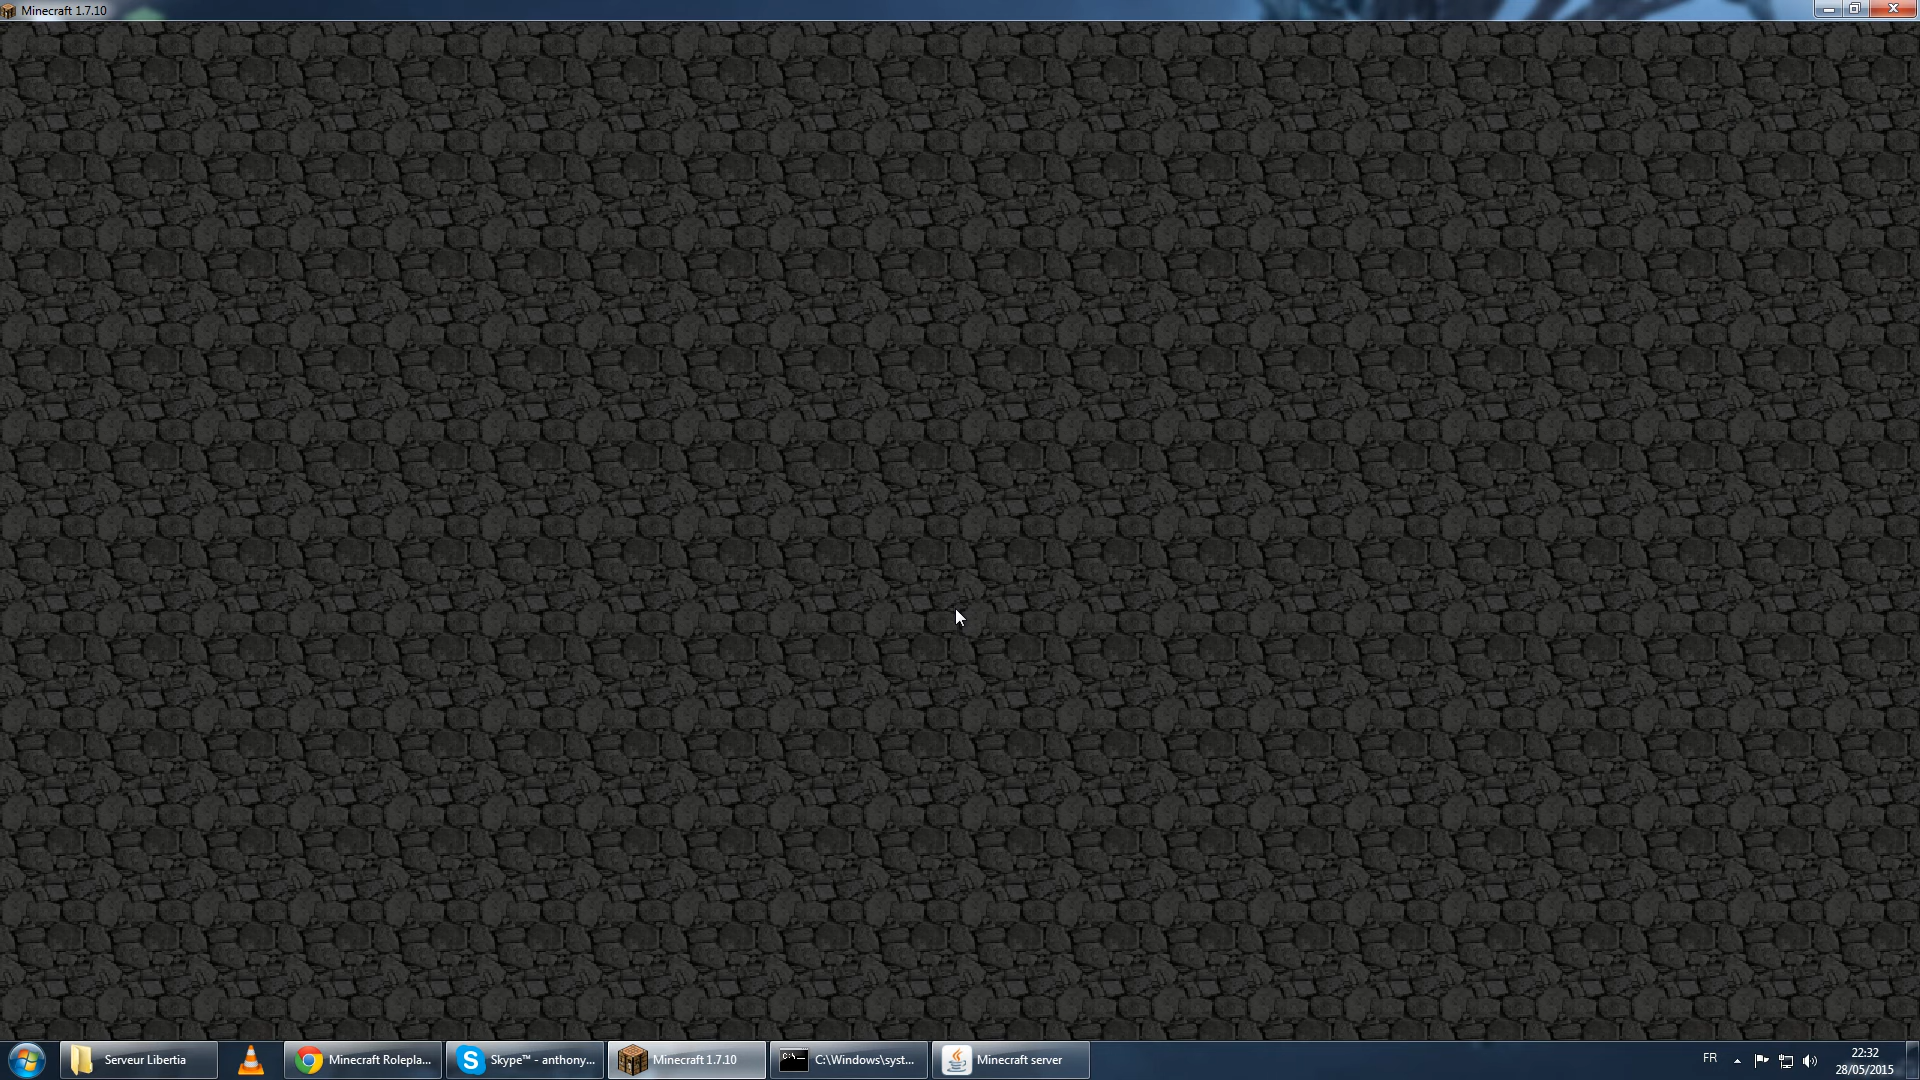 Minecraft 1.7.10
Serveur Libertia
Minecraft Rolepla...
Skype™ - anthony...
Minecraft 1.7.10
C:\Windows\syst...
Minecraft server
FR
22:32
28/05/2015